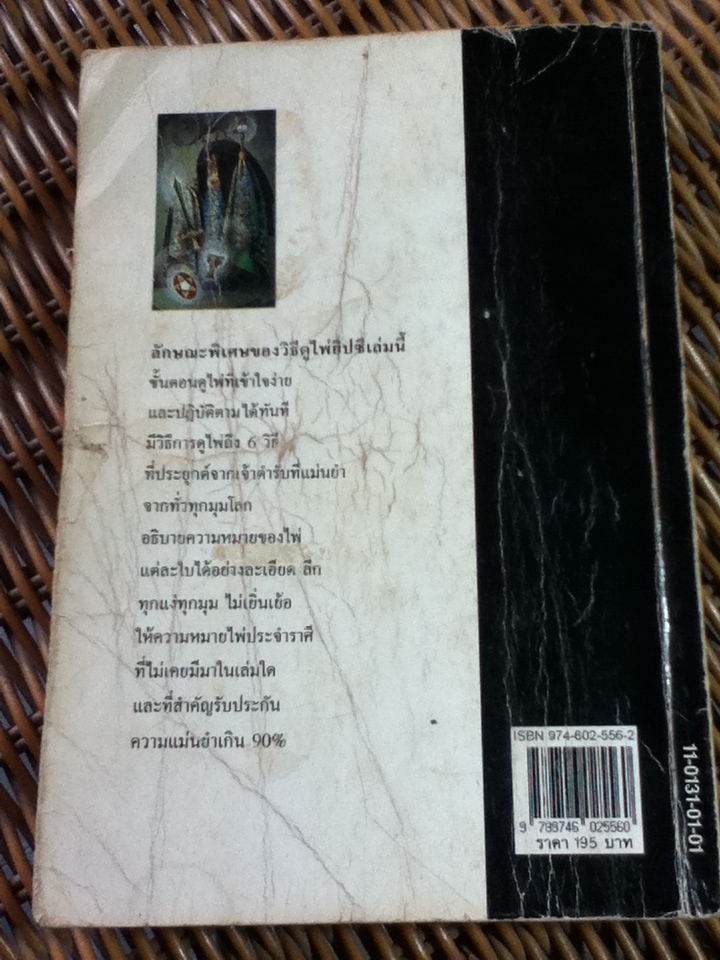 ลักษณะพิเศษของวิธีดูไพ่ยิปซีเล่มนี้
ขั้นตอนดูไพ่ที่เข้าใจง่าย
และปฏิบัติตามได้ทันที
มีวิธีการดูไพ่ถึง 6 วิธี
ที่ประยุกต์จากเจ้าตำรับที่แม่นยำ
จากทั่วทุกมุมโลก
อธิบายความหมายของไพ่
แต่ละใบได้อย่างละเอียด ลึก
ทุกแง่ทุกมุม ไม่เยิ่นเย้อ
ให้ความหมายไพ่ประจำราศี
ที่ไม่เคยมีมาในเล่มใด
และที่สำคัญรับประกัน
ความแม่นยำเกิน 90%
ISBN 974-602-556-2
9 789746 025560
ราคา 195 บาท
11-0131-01-01